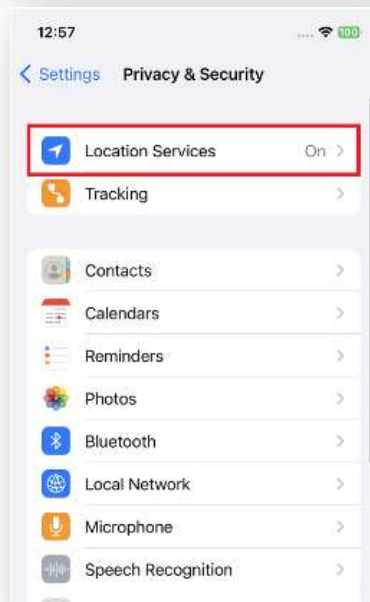 12:57
100
Settings Privacy & Security
Location Services On
Tracking
Contacts
Calendars
Reminders
Photos
Bluetooth
Local Network
Microphone
Speech Recognition